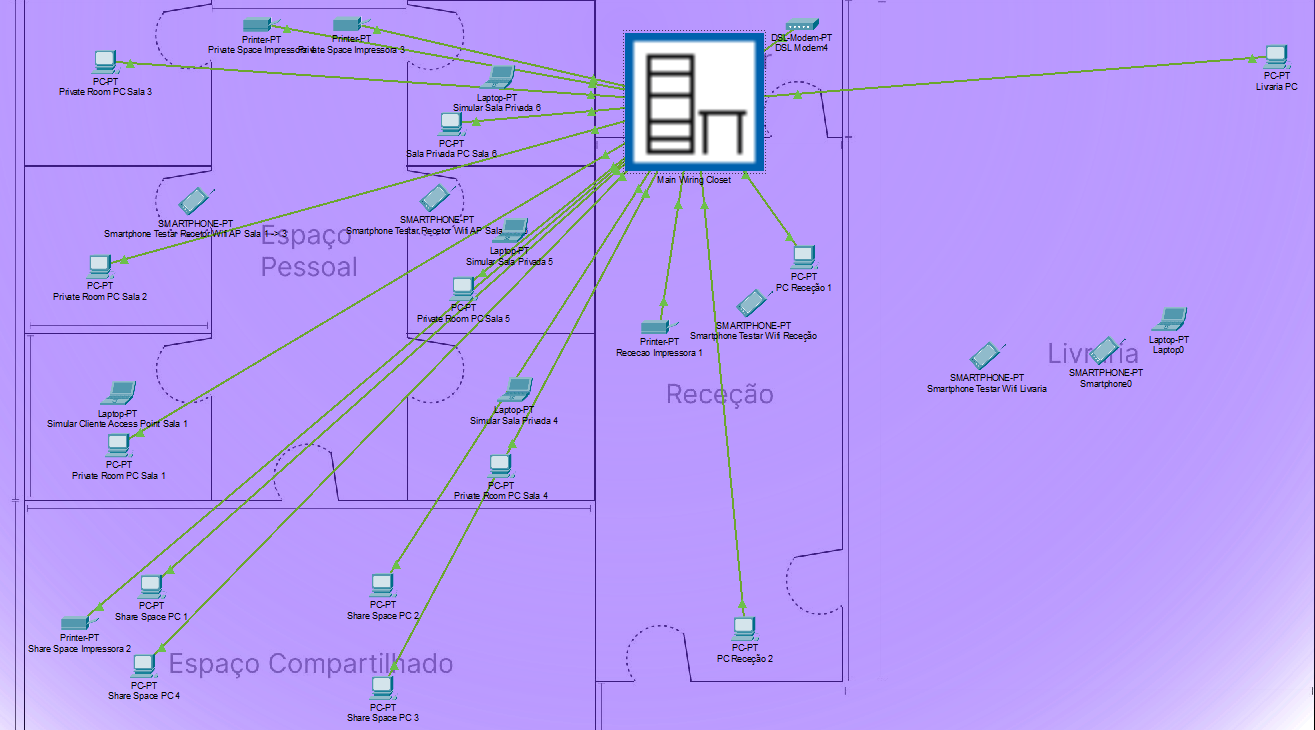 Printer-PT
Private Space Impressora 4
Printer-PT
Private Space Impressora 3
DSL-Modem-PT
DSL Modem4
PC-PT
Private Room PC Sala 3
Laptop-PT
Simular Sala Privada 6
PC-PT
Livraria PC
PC-PT
Sala Privada PC Sala 6
Main Wiring Closet
SMARTPHONE-PT
Smartphone Testar Recetor Wifi AP Sala 1 -> 3
SMARTPHONE-PT
Smartphone Testar Recetor Wifi AP Sala
Espaço
Pessoal
Laptop-PT
Simular Sala Privada 5
PC-PT
Private Room PC Sala 2
PC-PT
Private Room PC Sala 5
PC-PT
PC Receção 1
SMARTPHONE-PT
Smartphone Testar Wifi Receção
Printer-PT
Rececao Impressora 1
Laptop-PT
Laptop0
Livraria
SMARTPHONE-PT
Smartphone0
SMARTPHONE-PT
Smartphone Testar Wifi Livraria
Receção
Laptop-PT
Simular Cliente Access Point Sala 1
Laptop-PT
Simular Sala Privada 4
PC-PT
Private Room PC Sala 1
PC-PT
Private Room PC Sala 4
PC-PT
Share Space PC 1
PC-PT
Share Space PC 2
Printer-PT
Share Space Impressora 2
PC-PT
PC Receção 2
Espaço Compartilhado
PC-PT
Share Space PC 4
PC-PT
Share Space PC 3